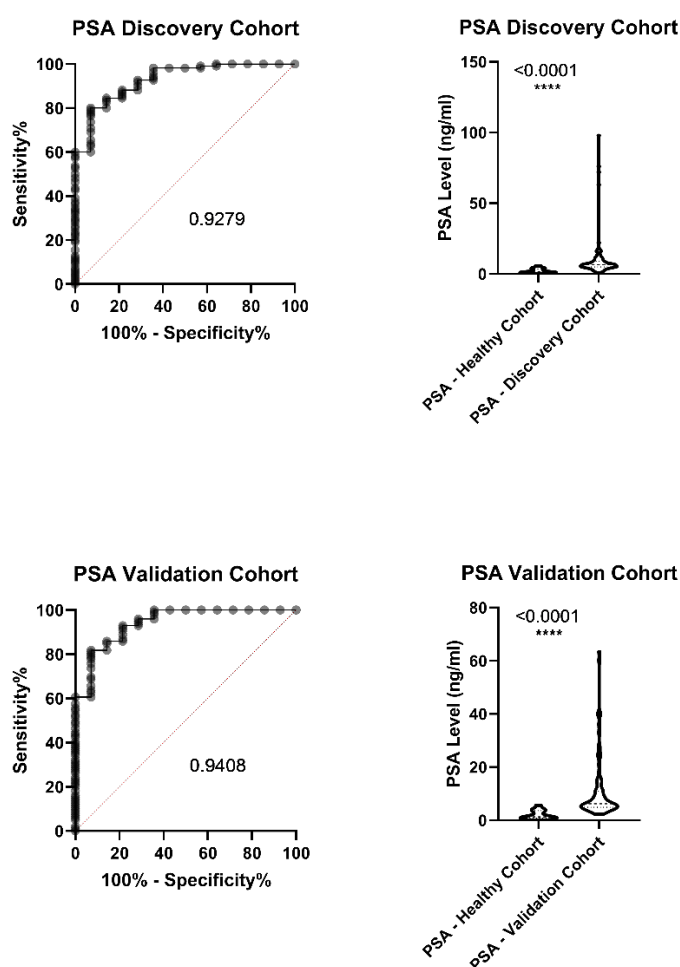 PSA Discovery Cohort
100
80
60
40
20
0
Sensitivity%
0.9279
0 20 40 60 80 100
100% - Specificity%
PSA Discovery Cohort
150
100
50
0
PSA Level (ng/ml)
<0.0001
****
PSA - Healthy Cohort
PSA - Discovery Cohort
PSA Validation Cohort
100
80
60
40
20
0
Sensitivity%
0.9408
0 20 40 60 80 100
100% - Specificity%
PSA Validation Cohort
80
60
40
20
0
PSA Level (ng/ml)
<0.0001
****
PSA - Healthy Cohort
PSA - Validation Cohort